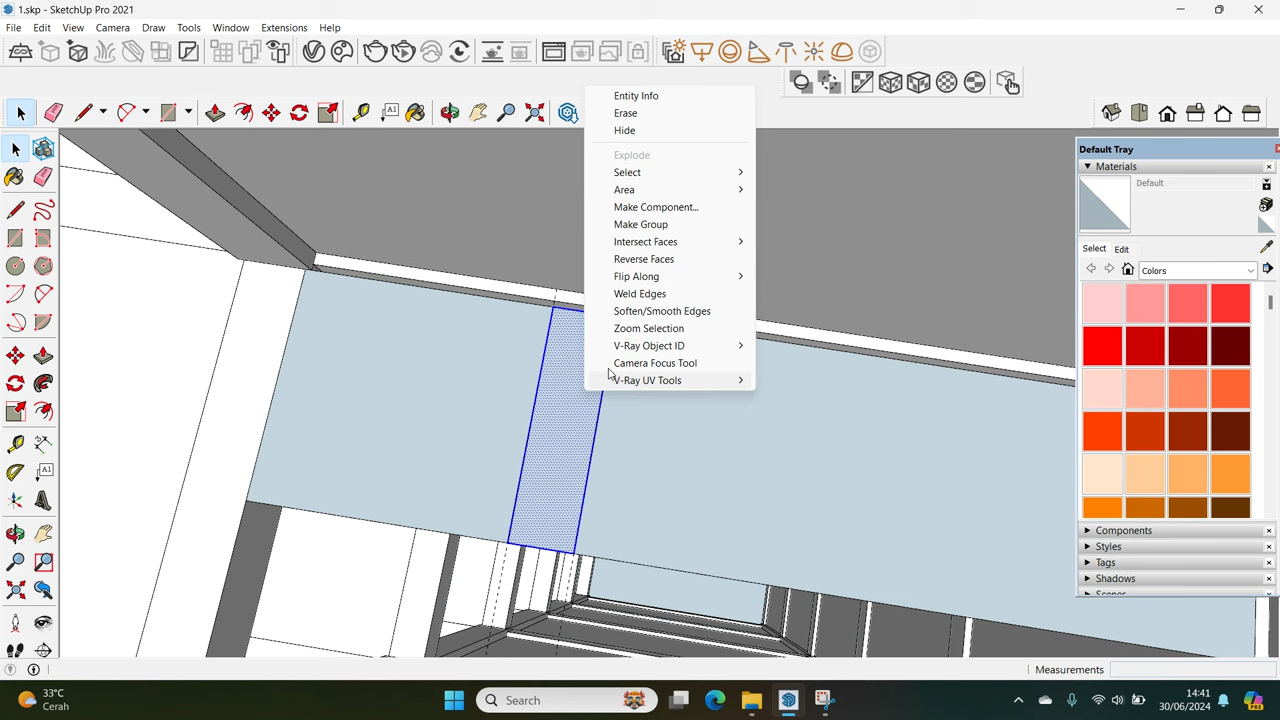 1.skp - SketchUp Pro 2021
File Edit View Camera Draw Tools Window Extensions Help
Entity Info
Erase
Hide
Explode
Select
Area
Make Component...
Make Group
Intersect Faces
Reverse Faces
Flip Along
Weld Edges
Soften/Smooth Edges
Zoom Selection
V-Ray Object ID
Camera Focus Tool
V-Ray UV Tools
Default Tray
Materials
Default
Select Edit
Colors
Components
Styles
Tags
Shadows
Scenes
A1
A1
Measurements
33°C
Cerah
Search
14:41
30/06/2024